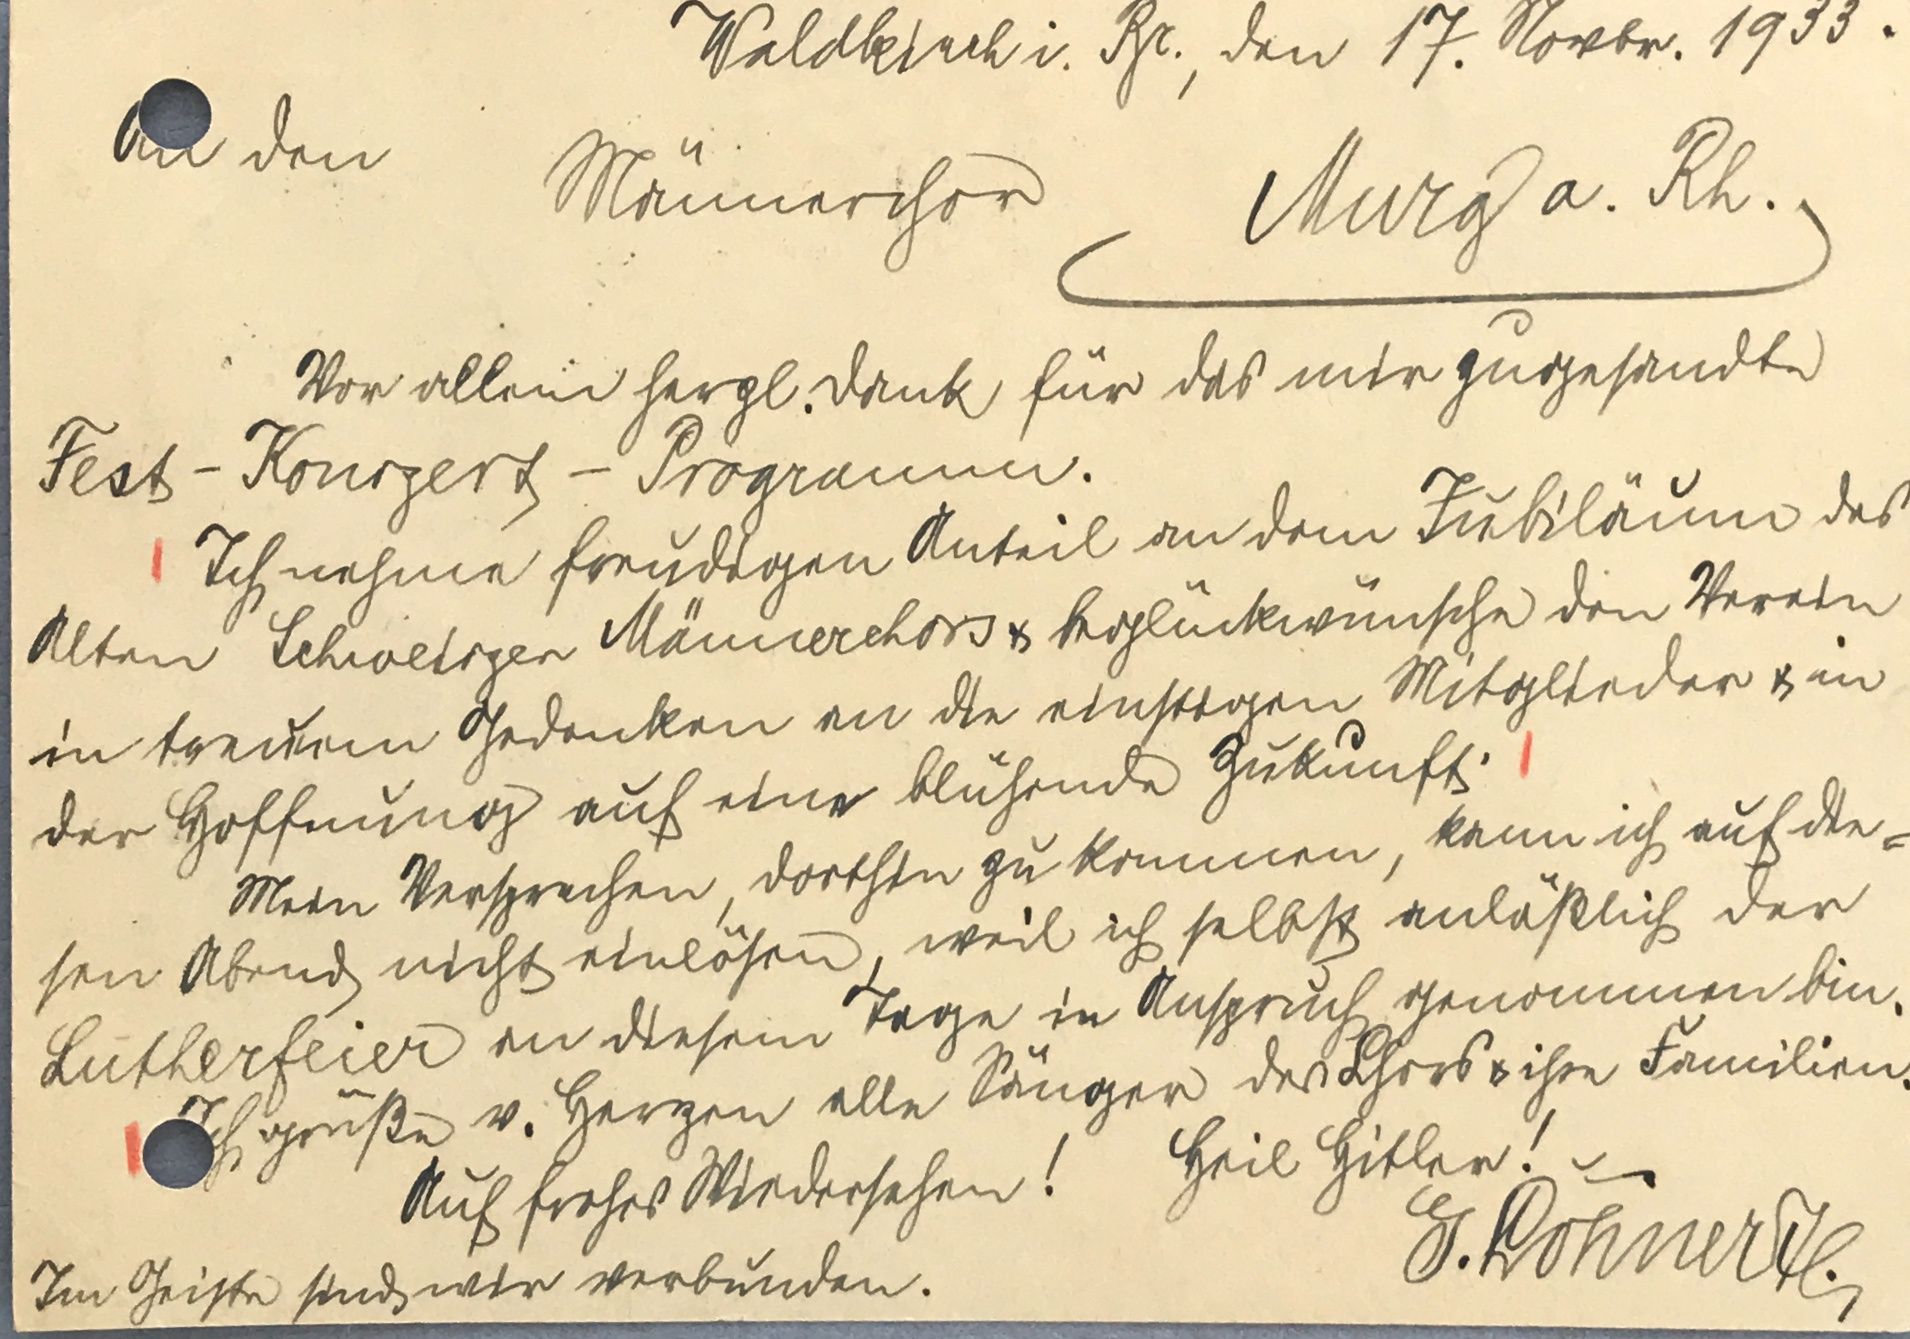 Waldkirch i. Br., den 17. Novbr. 1933.
An den Männerchor Murg a. Rh.
Vor allem herzl. Dank für das mir zugesandte
Fest-Konzert-Programm.
Ich nehme freudigen Anteil an dem Jubiläum des
Alten Schweizer Männerchors & beglückwünsche den Verein
in treuem Gedenken an die einstigen Mitglieder & in
der Hoffnung auf eine blühende Zukunft.
Mein Versprechen, dorthin zu kommen, kann ich auf die=
sen Abend nicht einlösen, weil ich selbst anläßlich der
Lutherfeier an diesem Tage in Anspruch genommen bin.
Ich grüße v. Herzen alle Sänger des Chors & ihre Familien.
Auf frohes Wiedersehen! Heil Hitler!
Im Geiste sind wir verbunden.